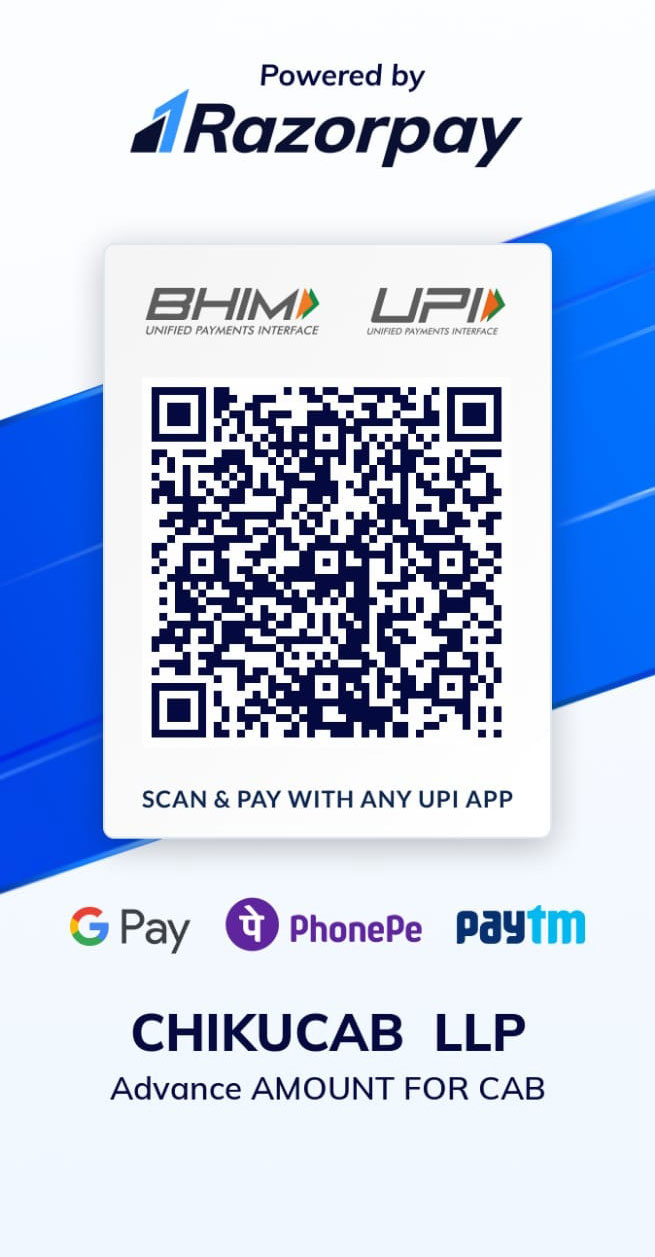 Powered by
Razorpay
BHIM UPI
UNIFIED PAYMENTS INTERFACE UNIFIED PAYMENTS INTERFACE
SCAN & PAY WITH ANY UPI APP
G Pay पे PhonePe paytm
CHIKUCAB LLP
Advance AMOUNT FOR CAB